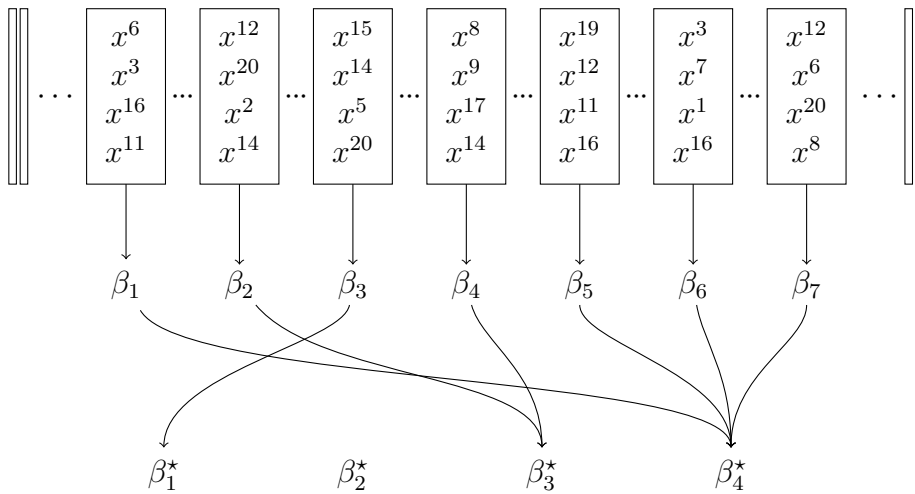 x^6 x^12 x^15 x^8 x^19 x^3 x^12
x^3 x^20 x^14 x^9 x^12 x^7 x^6
... x^16 ... x^2 ... x^5 ... x^17 ... x^11 ... x^1 ... x^20 ...
x^11 x^14 x^20 x^14 x^16 x^16 x^8
β_1 β_2 β_3 β_4 β_5 β_6 β_7
β_1^⋆ β_2^⋆ β_3^⋆ β_4^⋆